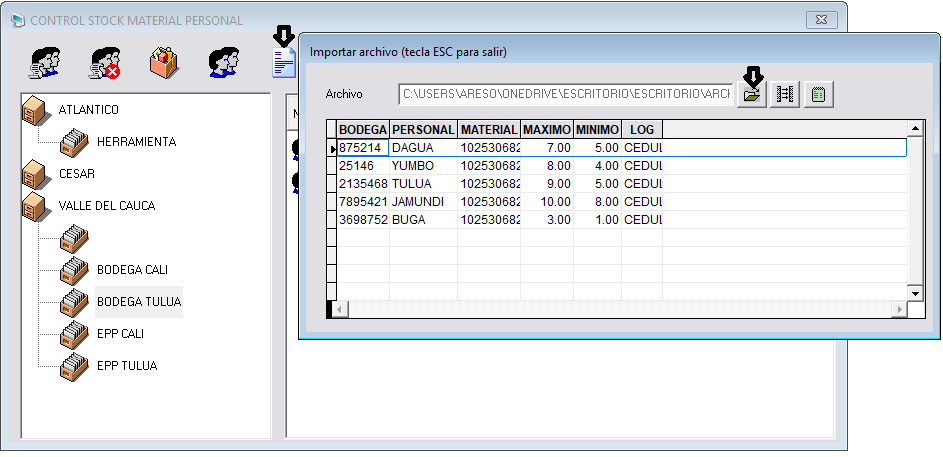 CONTROL STOCK MATERIAL PERSONAL
Importar archivo (tecla ESC para salir)
Archivo C:\USERS\ARESO\ONEDRIVE\ESCRITORIO\ESCRITORIO\ARCH
BODEGA PERSONAL MATERIAL MAXIMO MINIMO LOG
875214 DAGUA 102530682 7.00 5.00 CEDUL
25146 YUMBO 102530682 8.00 4.00 CEDUL
2135468 TULUA 102530682 9.00 5.00 CEDUL
7895421 JAMUNDI 102530682 10.00 8.00 CEDUL
3698752 BUGA 102530682 3.00 1.00 CEDUL
ATLANTICO
HERRAMIENTA
CESAR
VALLE DEL CAUCA
BODEGA CALI
BODEGA TULUA
EPP CALI
EPP TULUA